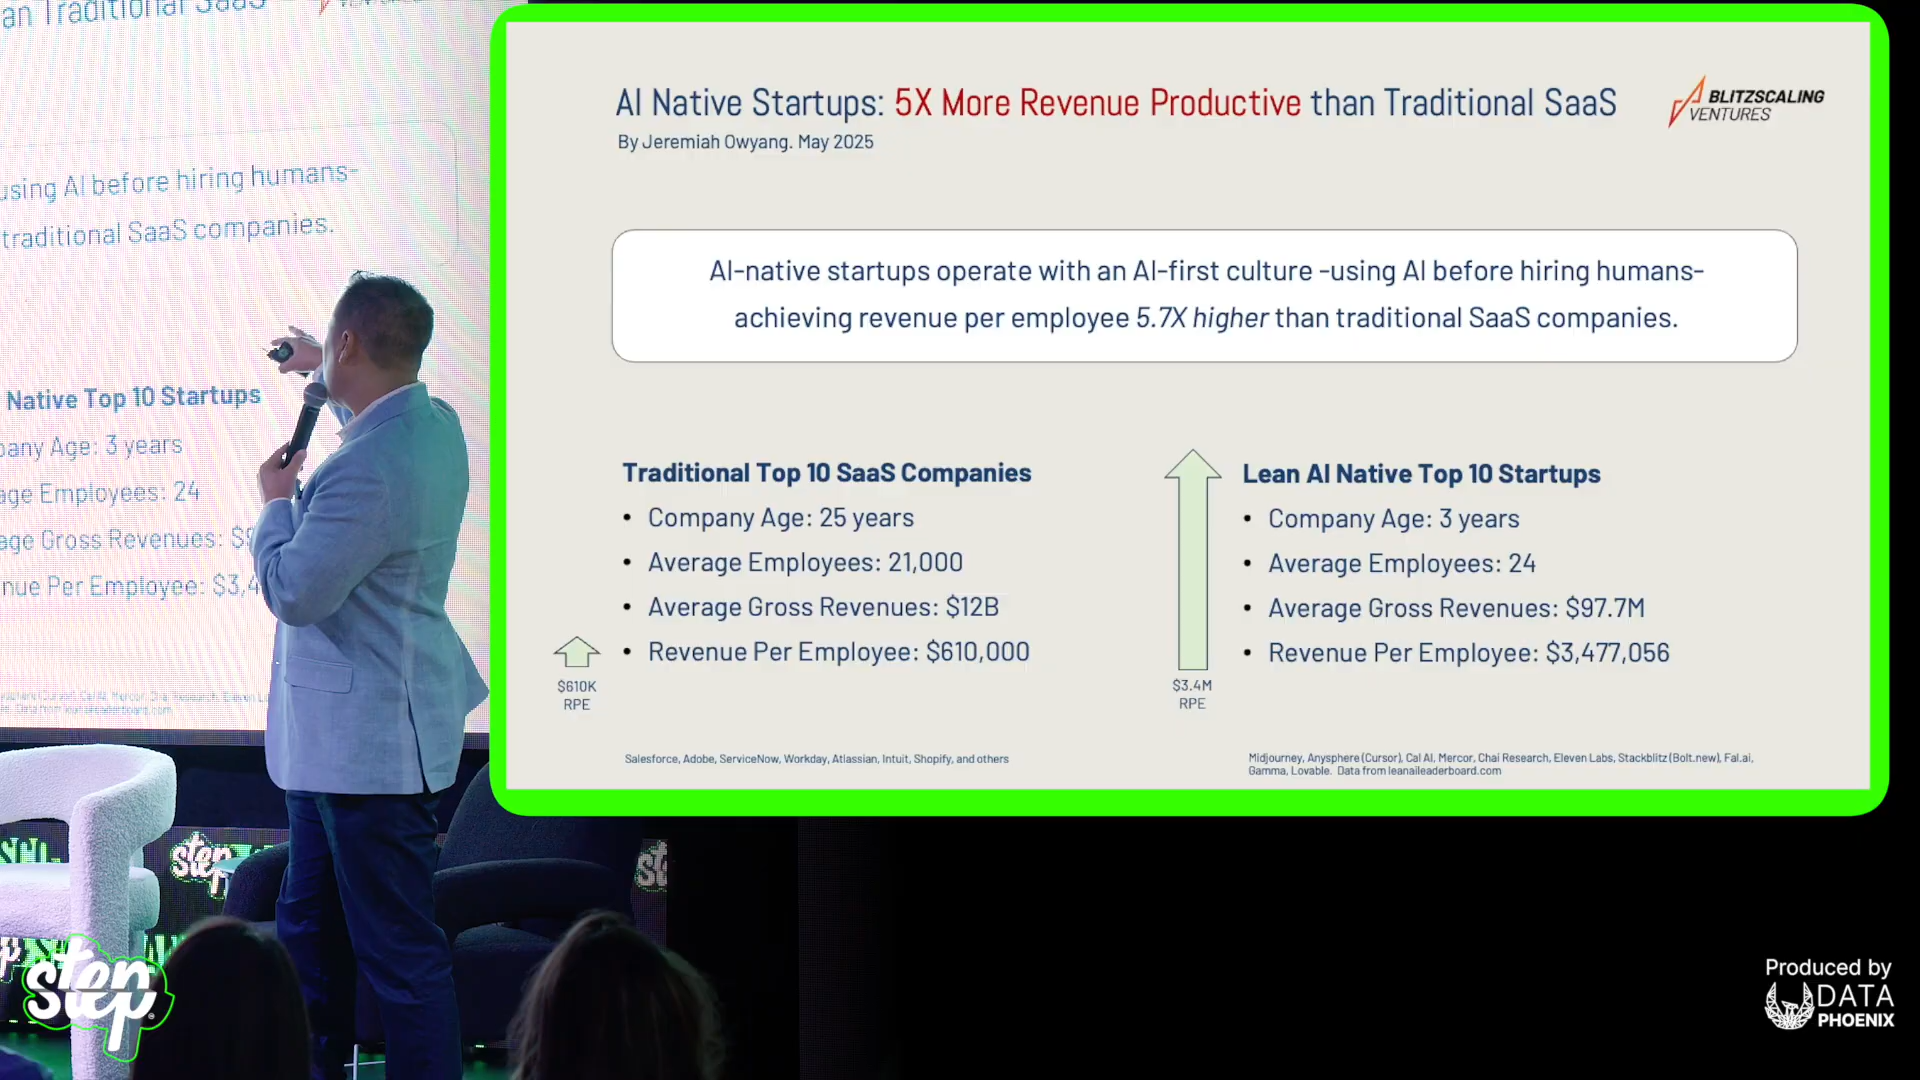 an Traditional SaaS
using AI before hiring humans-
traditional SaaS companies.
Native Top 10 Startups
Age: 3 years
Employees: 24
Gross Revenues:
Per Employee: $3,4
AI Native Startups: 5X More Revenue Productive than Traditional SaaS
By Jeremiah Owyang. May 2025
BLITZSCALING
VENTURES
AI-native startups operate with an AI-first culture -using AI before hiring humans-
achieving revenue per employee 5.7X higher than traditional SaaS companies.
Traditional Top 10 SaaS Companies
• Company Age: 25 years
• Average Employees: 21,000
• Average Gross Revenues: $12B
• Revenue Per Employee: $610,000
$610K
RPE
Salesforce, Adobe, ServiceNow, Workday, Atlassian, Intuit, Shopify, and others
Lean AI Native Top 10 Startups
• Company Age: 3 years
• Average Employees: 24
• Average Gross Revenues: $97.7M
• Revenue Per Employee: $3,477,056
$3.4M
RPE
Midjourney, Anysphere (Cursor), Cal AI, Mercor, Chai Research, Eleven Labs, Stackblitz (Bolt.new), Fal.ai,
Gamma, Lovable. Data from leanaileaderboard.com
step
step
step
Produced by
DATA
PHOENIX